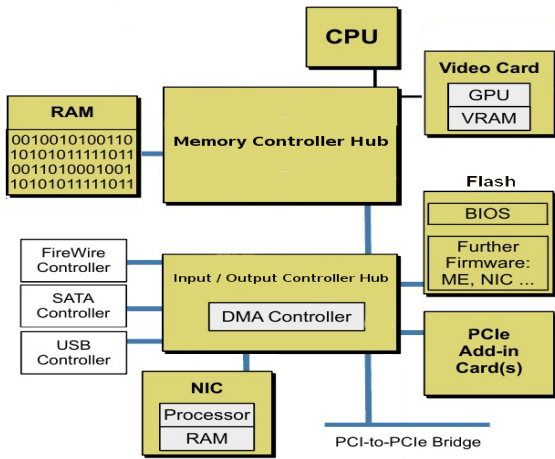 CPU
Video Card
GPU
VRAM
RAM
0010010100110
10101011111011
0011010001001
10101011111011
Memory Controller Hub
Flash
BIOS
Further
Firmware:
ME, NIC ...
FireWire
Controller
SATA
Controller
USB
Controller
Input / Output Controller Hub
DMA Controller
PCIe
Add-in
Card(s)
NIC
Processor
RAM
PCI-to-PCIe Bridge